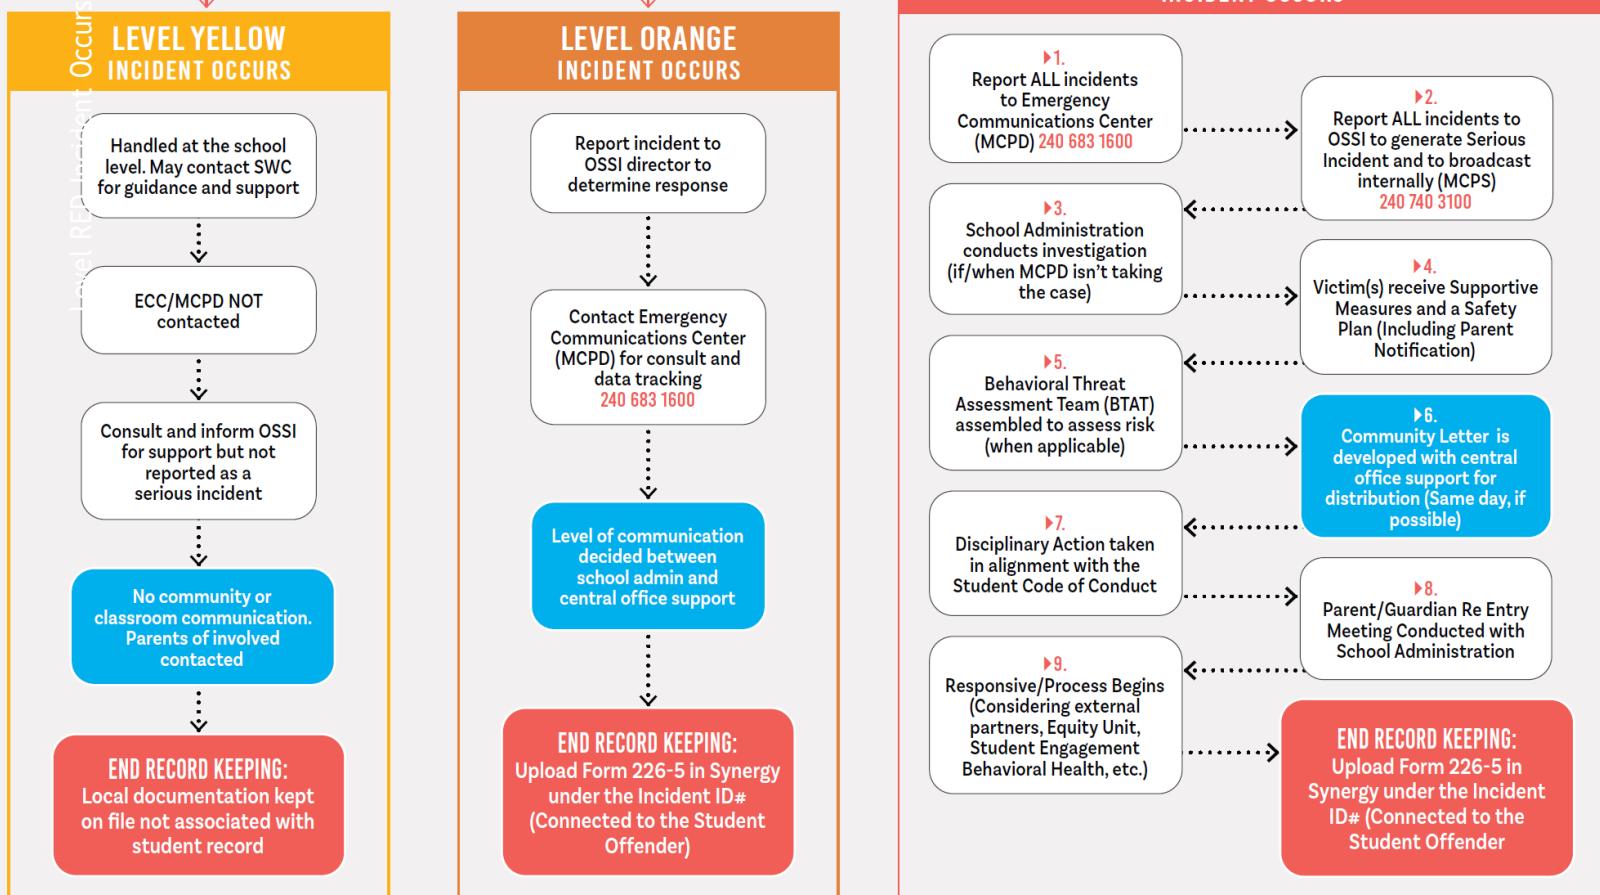 LEVEL YELLOW
INCIDENT OCCURS
Level RED Incident Occurs
Handled at the school
level. May contact SWC
for guidance and support
ECC/MCPD NOT
contacted
Consult and inform OSSI
for support but not
reported as a
serious incident
No community or
classroom communication.
Parents of involved
contacted
END RECORD KEEPING:
Local documentation kept
on file not associated with
student record
LEVEL ORANGE
INCIDENT OCCURS
Report incident to
OSSI director to
determine response
Contact Emergency
Communications Center
(MCPD) for consult and
data tracking
240 683 1600
Level of communication
decided between
school admin and
central office support
END RECORD KEEPING:
Upload Form 226-5 in Synergy
under the Incident ID#
(Connected to the Student
Offender)
INCIDENT OCCURS
1.
Report ALL incidents
to Emergency
Communications Center
(MCPD) 240 683 1600
2.
Report ALL incidents to
OSSI to generate Serious
Incident and to broadcast
internally (MCPS)
240 740 3100
3.
School Administration
conducts investigation
(if/when MCPD isn't taking
the case)
4.
Victim(s) receive Supportive
Measures and a Safety
Plan (Including Parent
Notification)
5.
Behavioral Threat
Assessment Team (BTAT)
assembled to assess risk
(when applicable)
6.
Community Letter is
developed with central
office support for
distribution (Same day, if
possible)
7.
Disciplinary Action taken
in alignment with the
Student Code of Conduct
8.
Parent/Guardian Re Entry
Meeting Conducted with
School Administration
9.
Responsive/Process Begins
(Considering external
partners, Equity Unit,
Student Engagement
Behavioral Health, etc.)
END RECORD KEEPING:
Upload Form 226-5 in
Synergy under the Incident
ID# (Connected to the
Student Offender